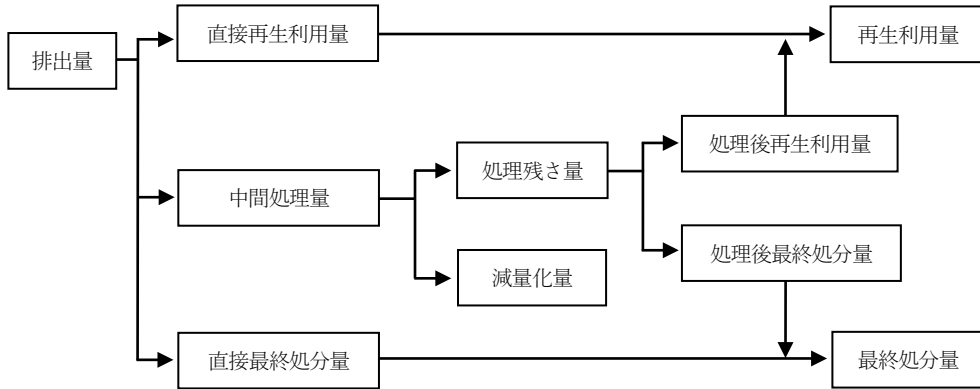 直接再生利用量
再生利用量
排出量
処理後再生利用量
処理残さ量
中間処理量
処理後最終処分量
減量化量
直接最終処分量
最終処分量